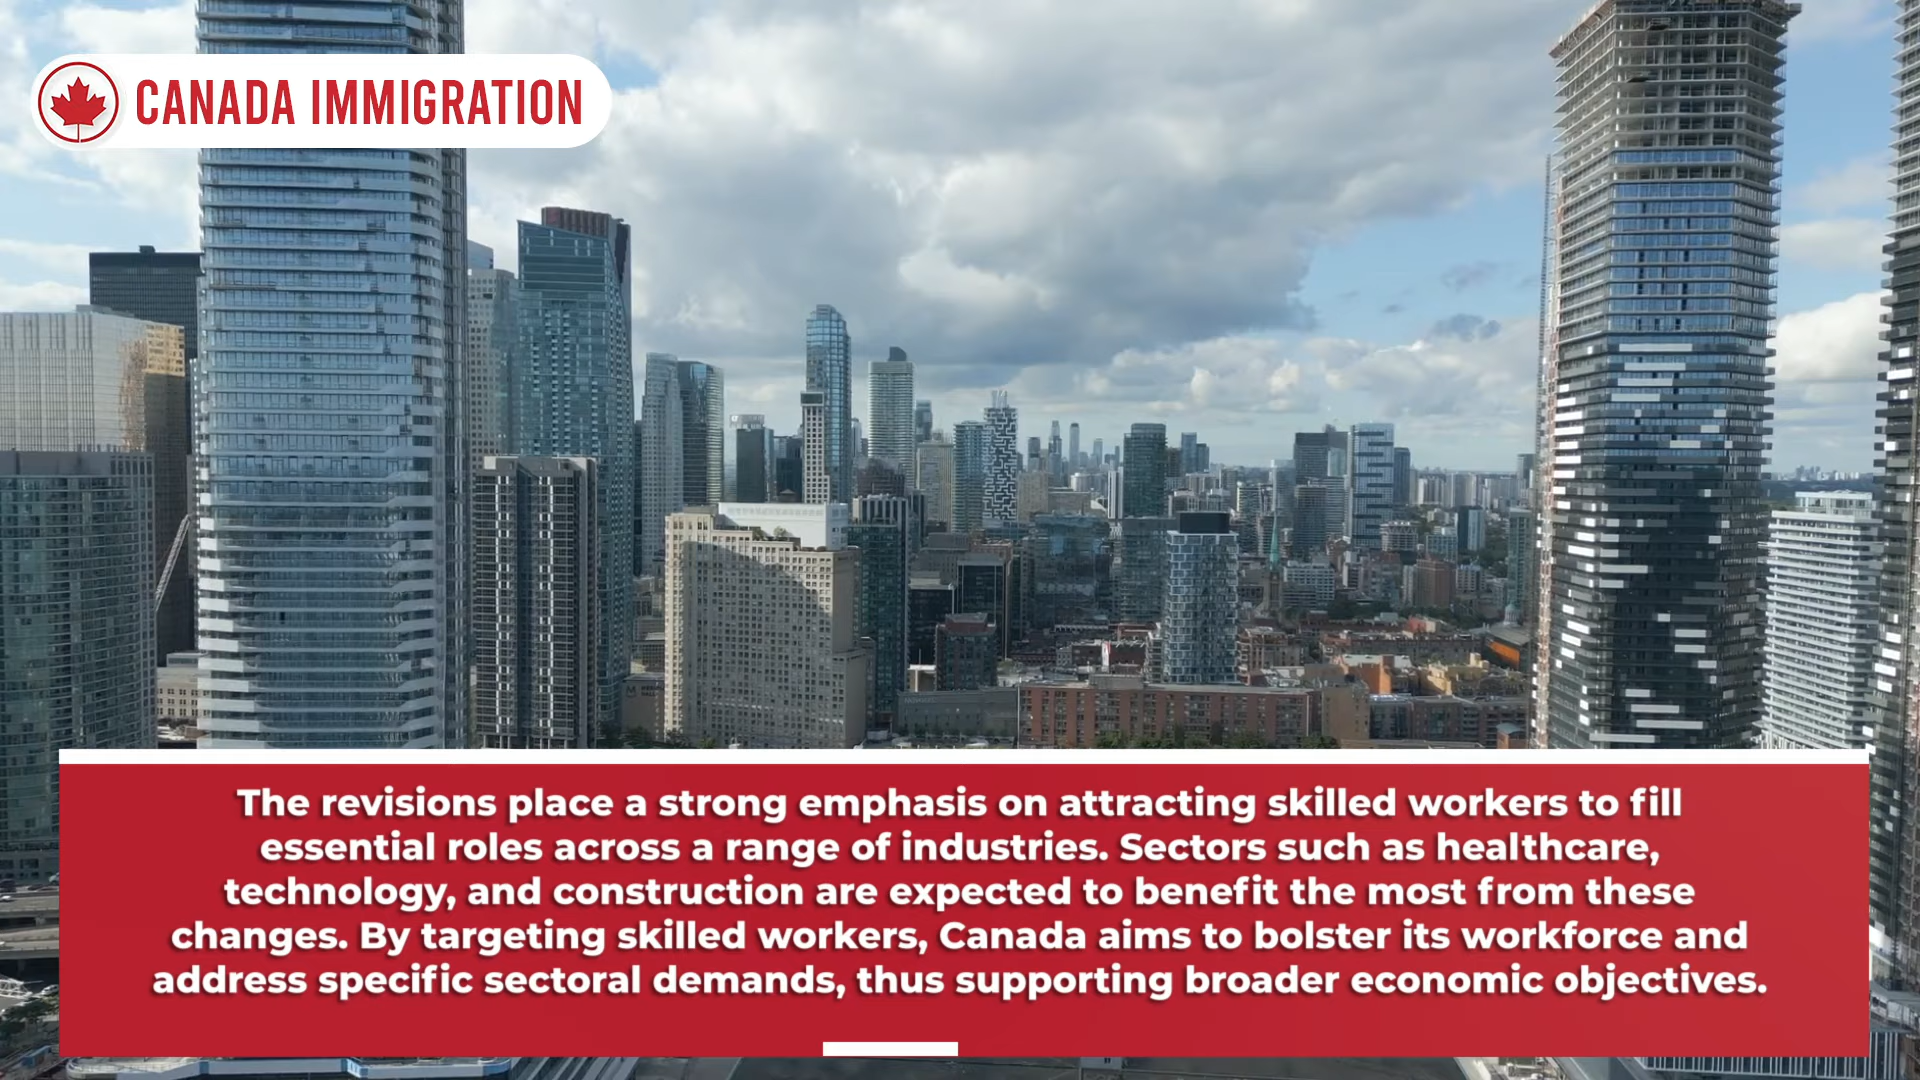 CANADA IMMIGRATION
The revisions place a strong emphasis on attracting skilled workers to fill
essential roles across a range of industries. Sectors such as healthcare,
technology, and construction are expected to benefit the most from these
changes. By targeting skilled workers, Canada aims to bolster its workforce and
address specific sectoral demands, thus supporting broader economic objectives.